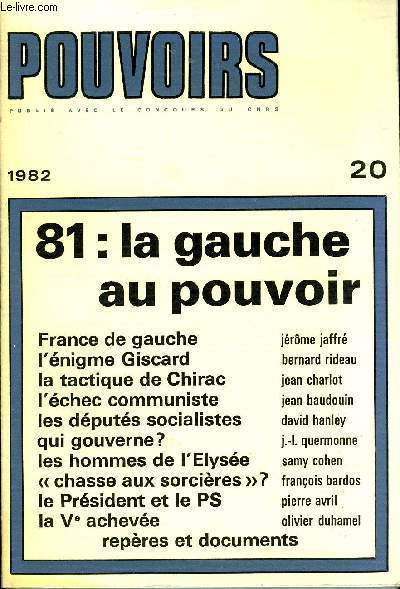 Le-livre.com
POUVOIRS
PUBLIÉ AVEC LE CONCOURS DU CNRS
1982 20
81 : la gauche
au pouvoir
France de gauche jérôme jaffré
l'énigme Giscard bernard rideau
la tactique de Chirac jean charlot
l'échec communiste jean baudouin
les députés socialistes david hanley
qui gouverne ? j.-l. quermonne
les hommes de l'Elysée samy cohen
« chasse aux sorcières » ? françois bardos
le Président et le PS pierre avril
la Ve achevée olivier duhamel
repères et documents